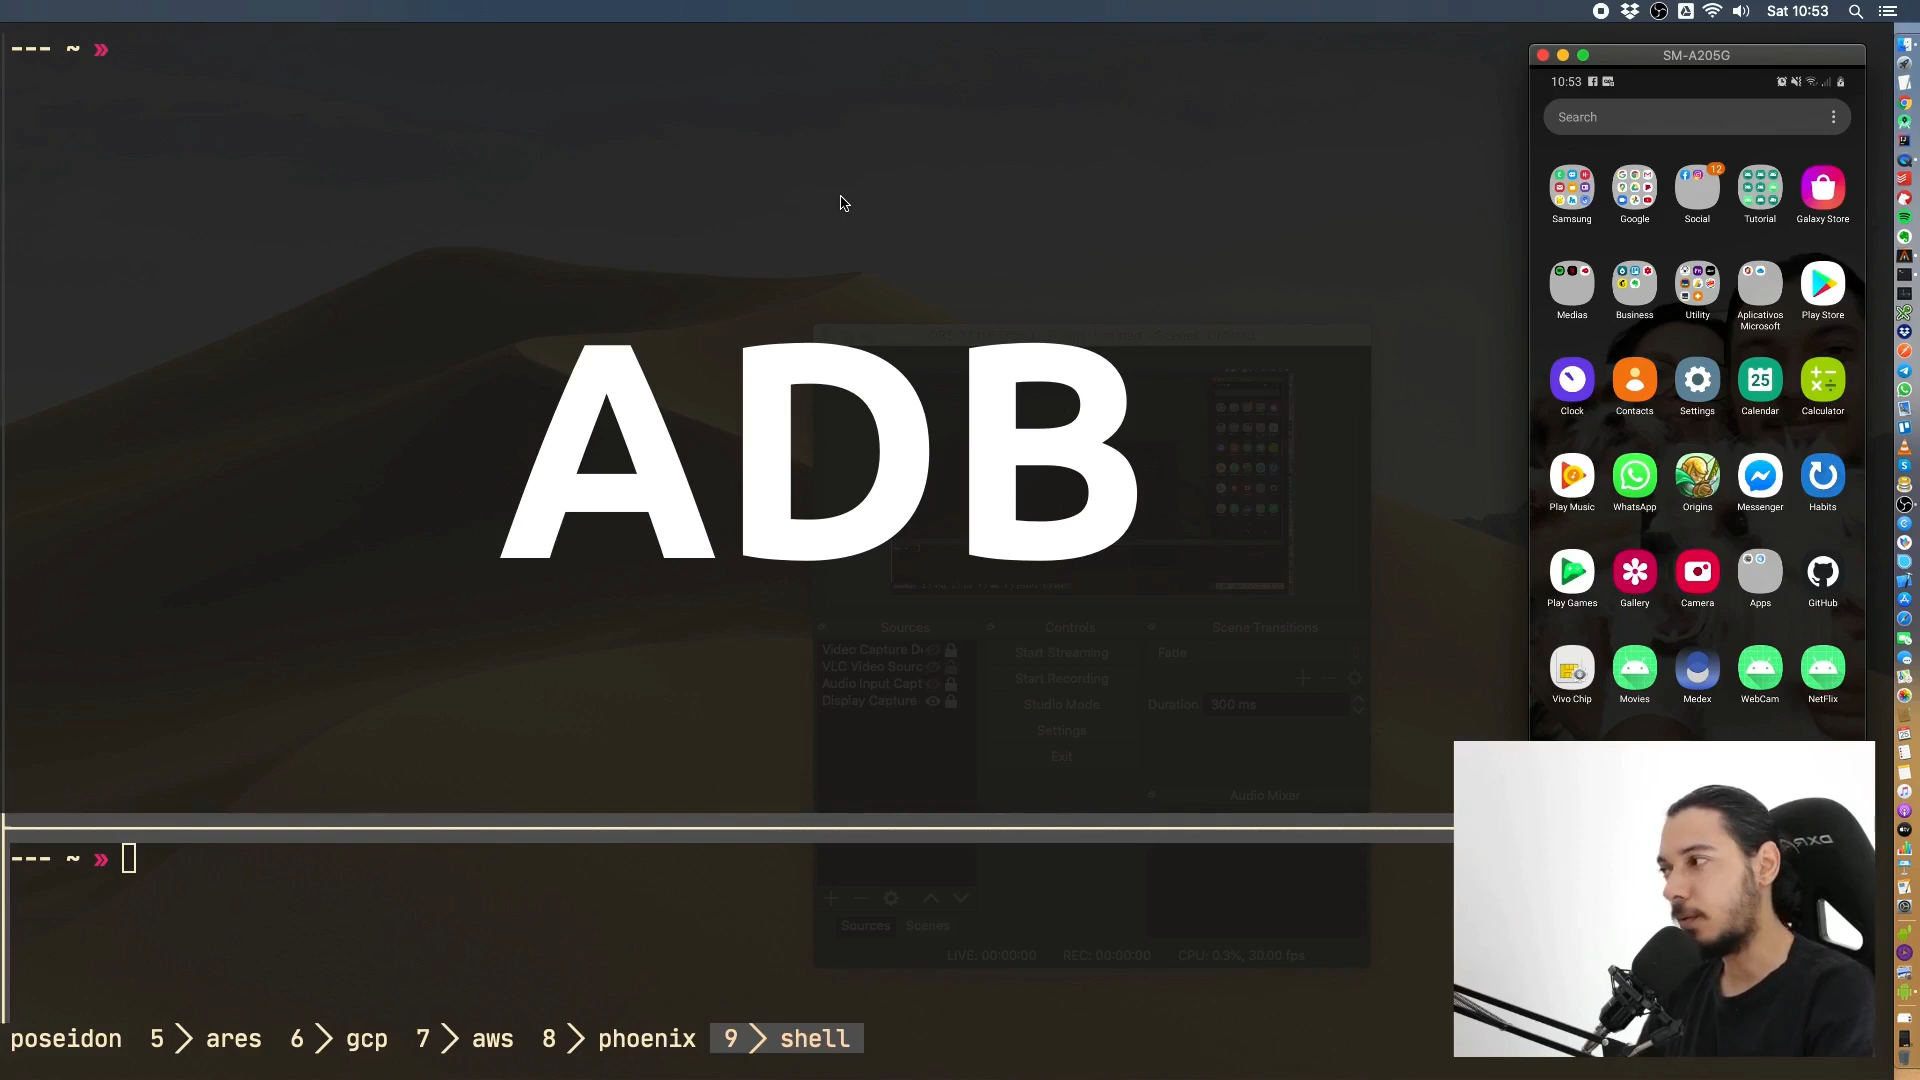 Sat 10:53
--- ~ »
SM-A205G
10:53
Search
12
Samsung
Google
Social
Tutorial
Galaxy Store
Medias
Business
Utility
Aplicativos Microsoft
Play Store
25
Clock
Contacts
Settings
Calendar
Calculator
Play Music
WhatsApp
Origins
Messenger
Habits
Play Games
Gallery
Camera
Apps
GitHub
Vivo Chip
Movies
Medex
WebCam
NetFlix
ADB
Sources
Controls
Scene Transitions
Video Capture D
VLC Video Sourc
Audio Input Capt
Display Capture
Start Streaming
Start Recording
Studio Mode
Settings
Exit
Fade
Duration
300 ms
Audio Mixer
--- ~ »
Sources
Scenes
LIVE: 00:00:00
REC: 00:00:00
CPU: 0.3%, 30.00 fps
DXRA
poseidon 5 > ares 6 > gcp 7 > aws 8 > phoenix 9 > shell